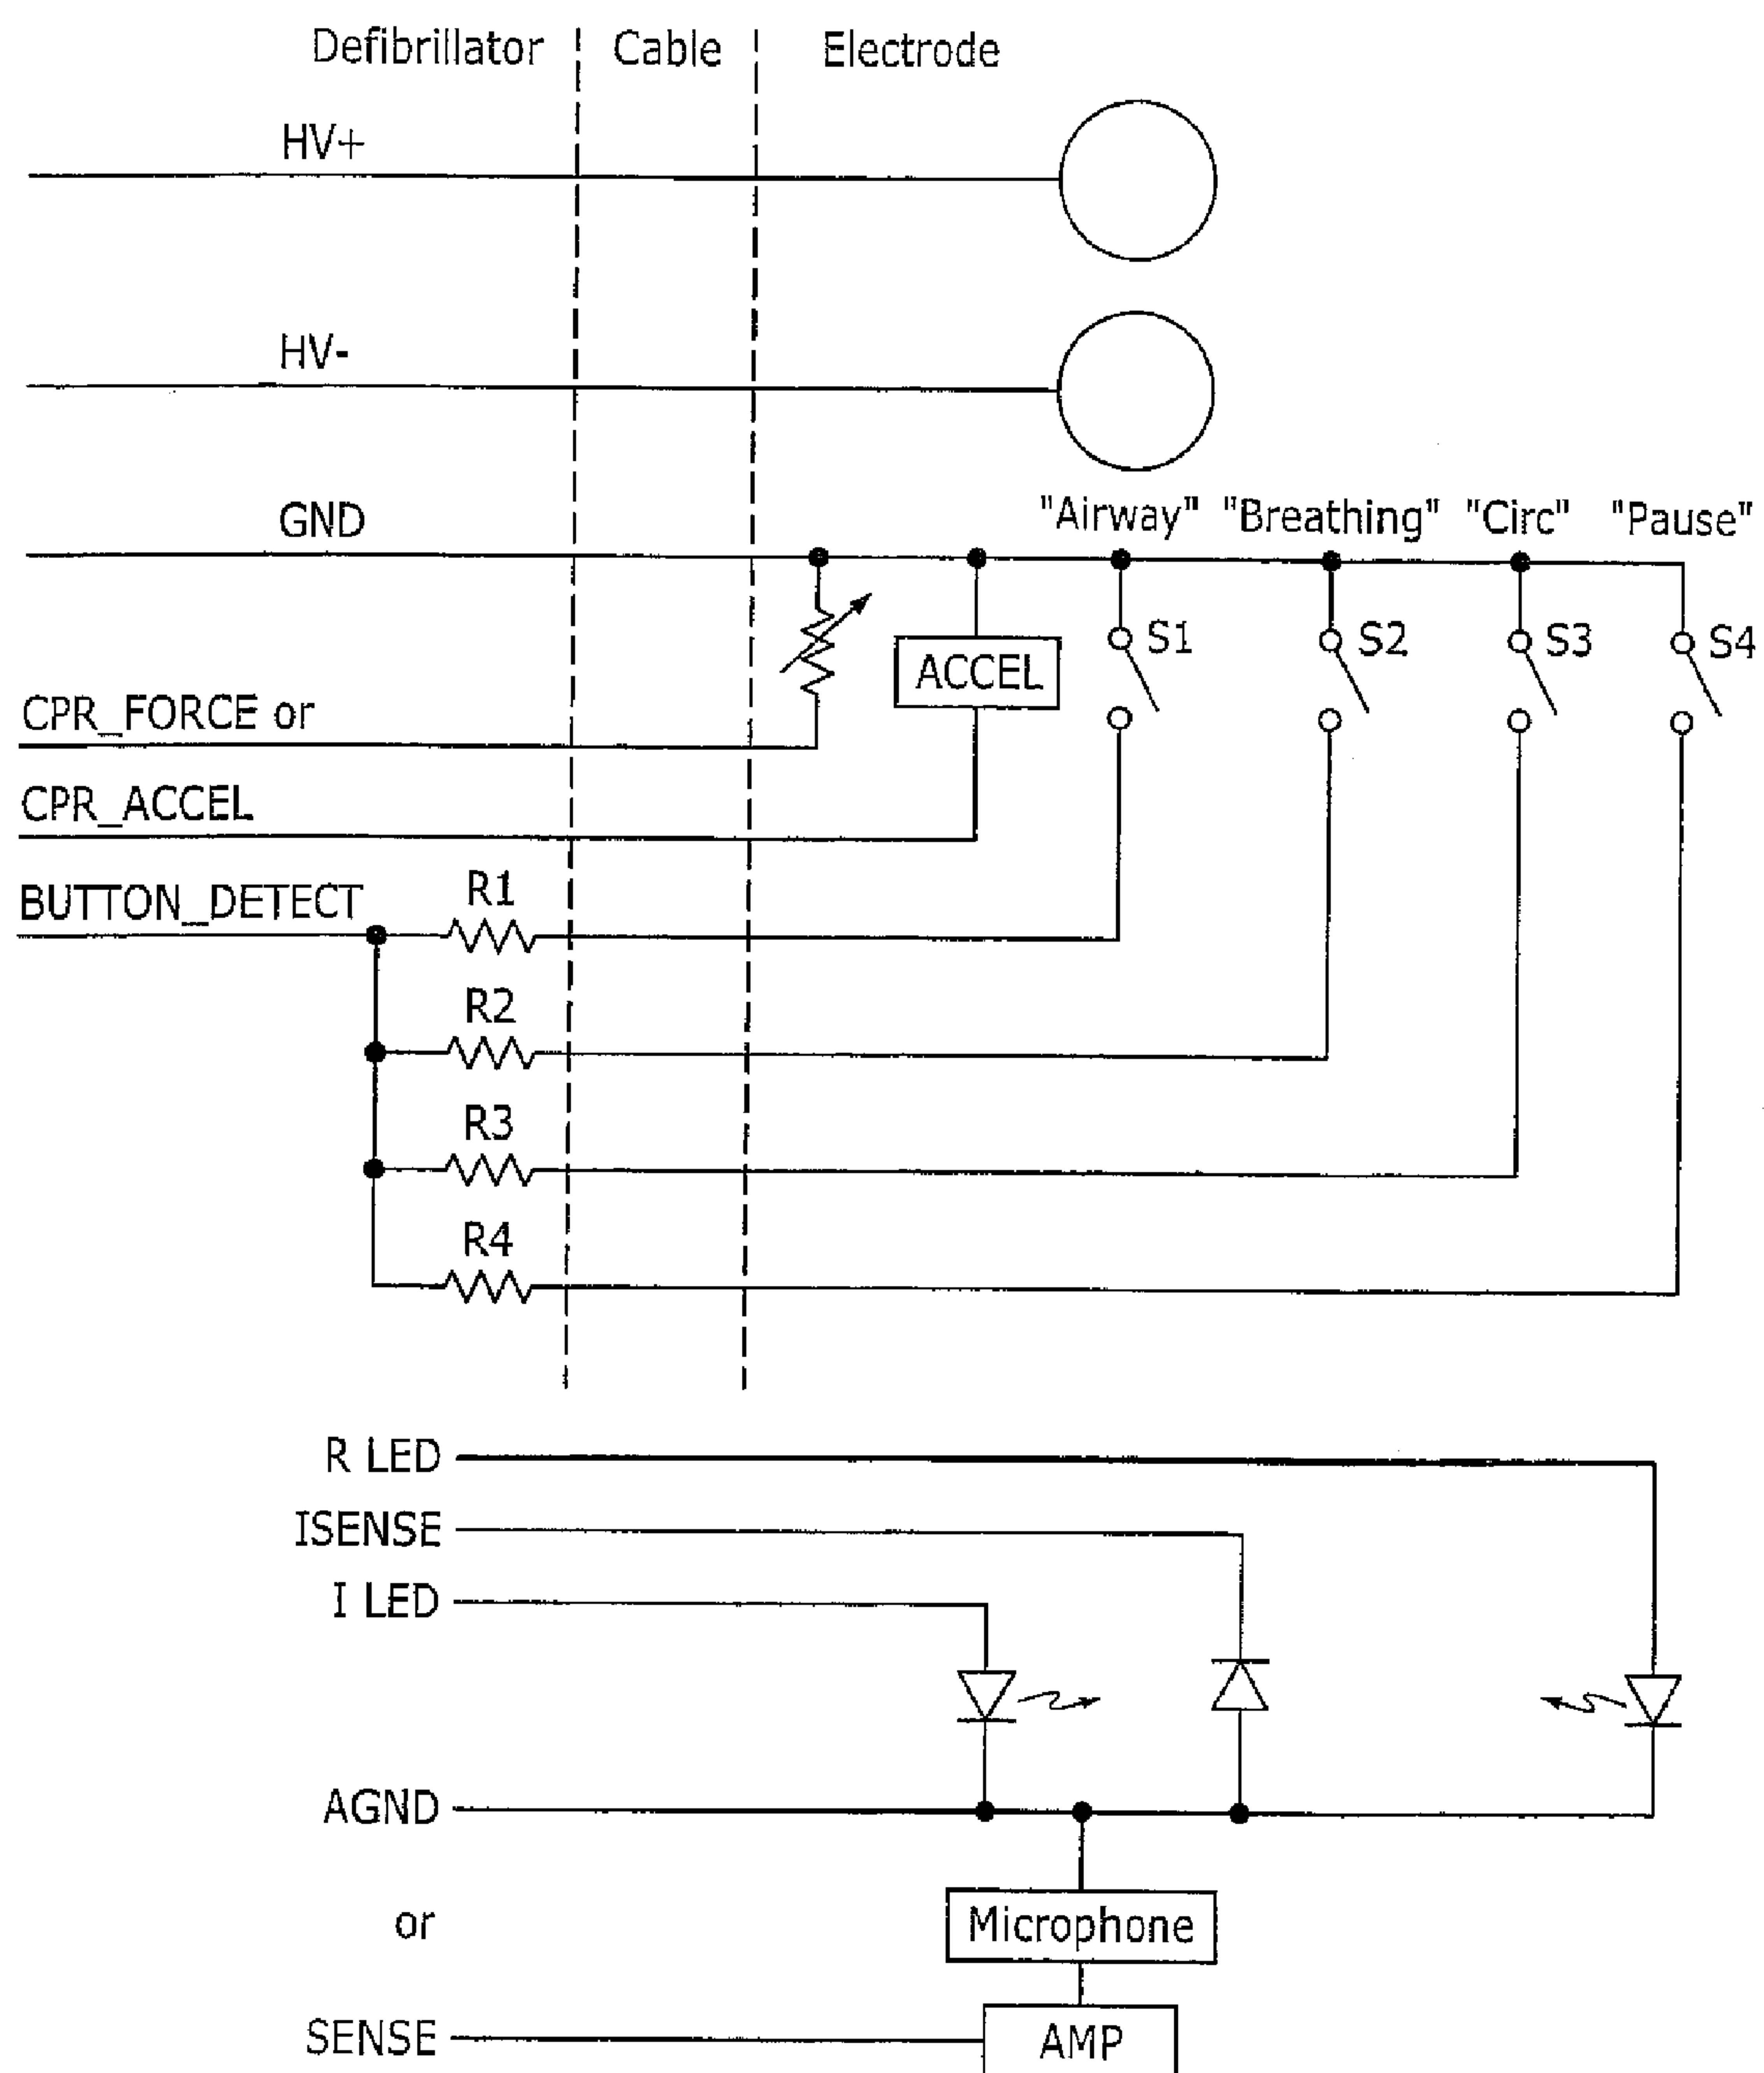 Defibrillator Cable Electrode
HV+
HV-
GND
"Airway" "Breathing" "Circ" "Pause"
S1 S2 S3 S4
ACCEL
CPR_FORCE or
CPR_ACCEL
BUTTON_DETECT
R1
R2
R3
R4
R LED
ISENSE
I LED
AGND
or
Microphone
SENSE
AMP